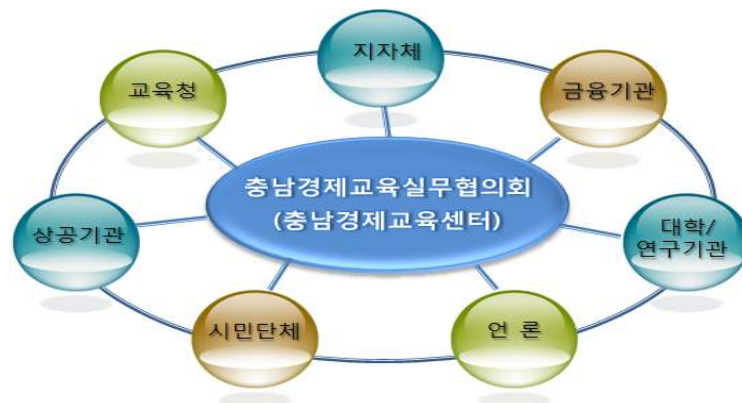 지자체
교육청
금융기관
충남경제교육실무협의회
(충남경제교육센터)
상공기관
대학/
연구기관
시민단체
언 론